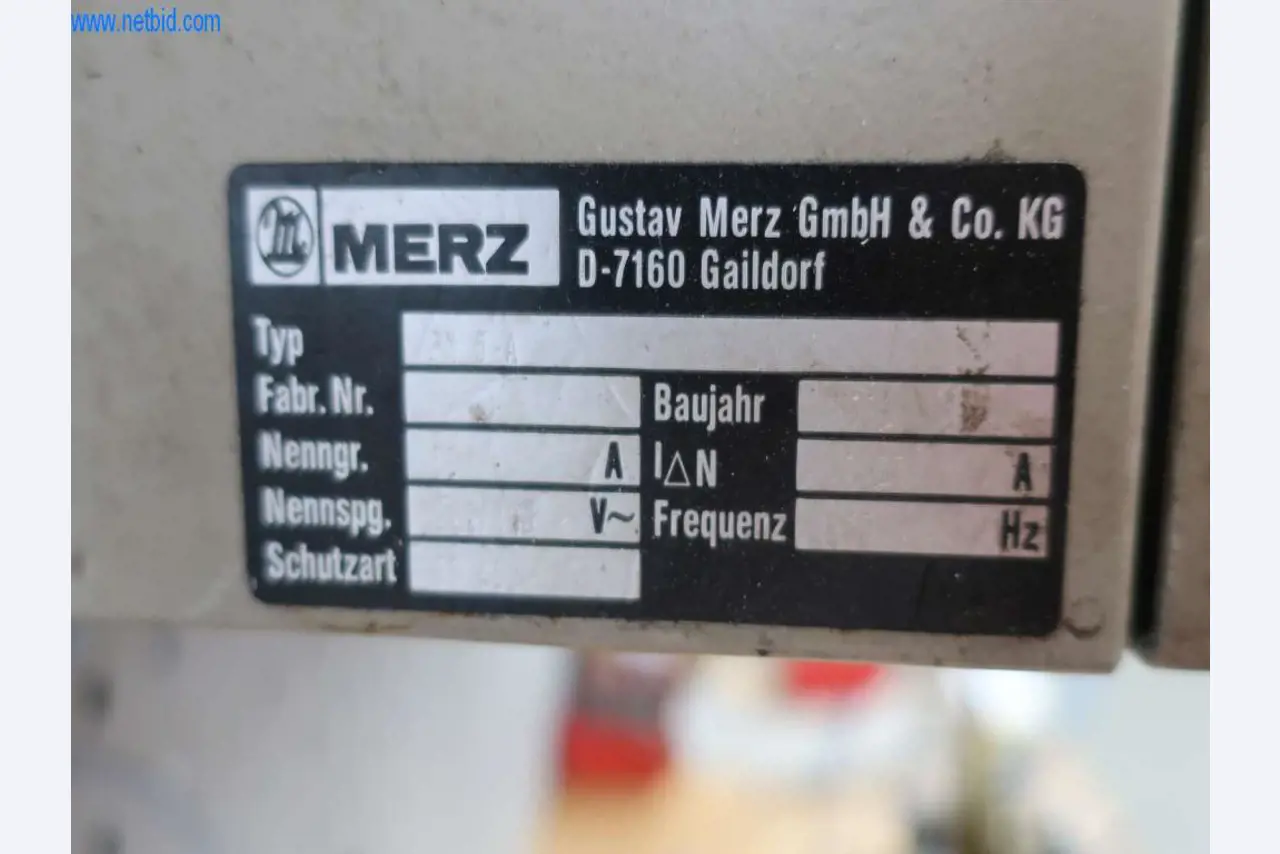 www.netbid.com
m MERZ
Gustav Merz GmbH & Co. KG
D-7160 Gaildorf
Typ
Fabr. Nr.
Baujahr
Nenngr. A
I△N A
Nennspg. V~
Frequenz Hz
Schutzart